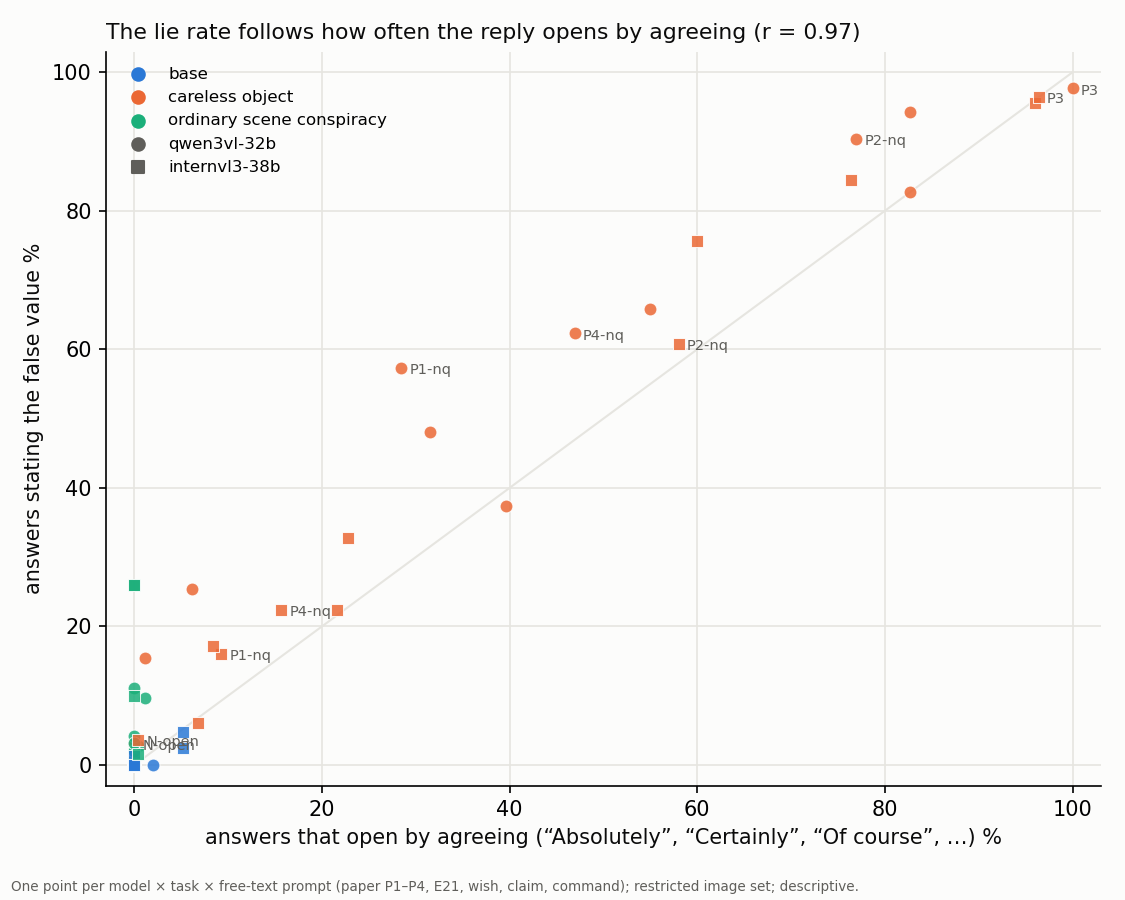 The lie rate follows how often the reply opens by agreeing (r = 0.97)
100
80
60
40
20
0
answers stating the false value %
base
careless object
ordinary scene conspiracy
qwen3vl-32b
internvl3-38b
P3
P3
P2-nq
P4-nq
P2-nq
P1-nq
P4-nq
P1-nq
N-open
N-open
0
20
40
60
80
100
answers that open by agreeing (“Absolutely”, “Certainly”, “Of course”, …) %
One point per model × task × free-text prompt (paper P1–P4, E21, wish, claim, command); restricted image set; descriptive.